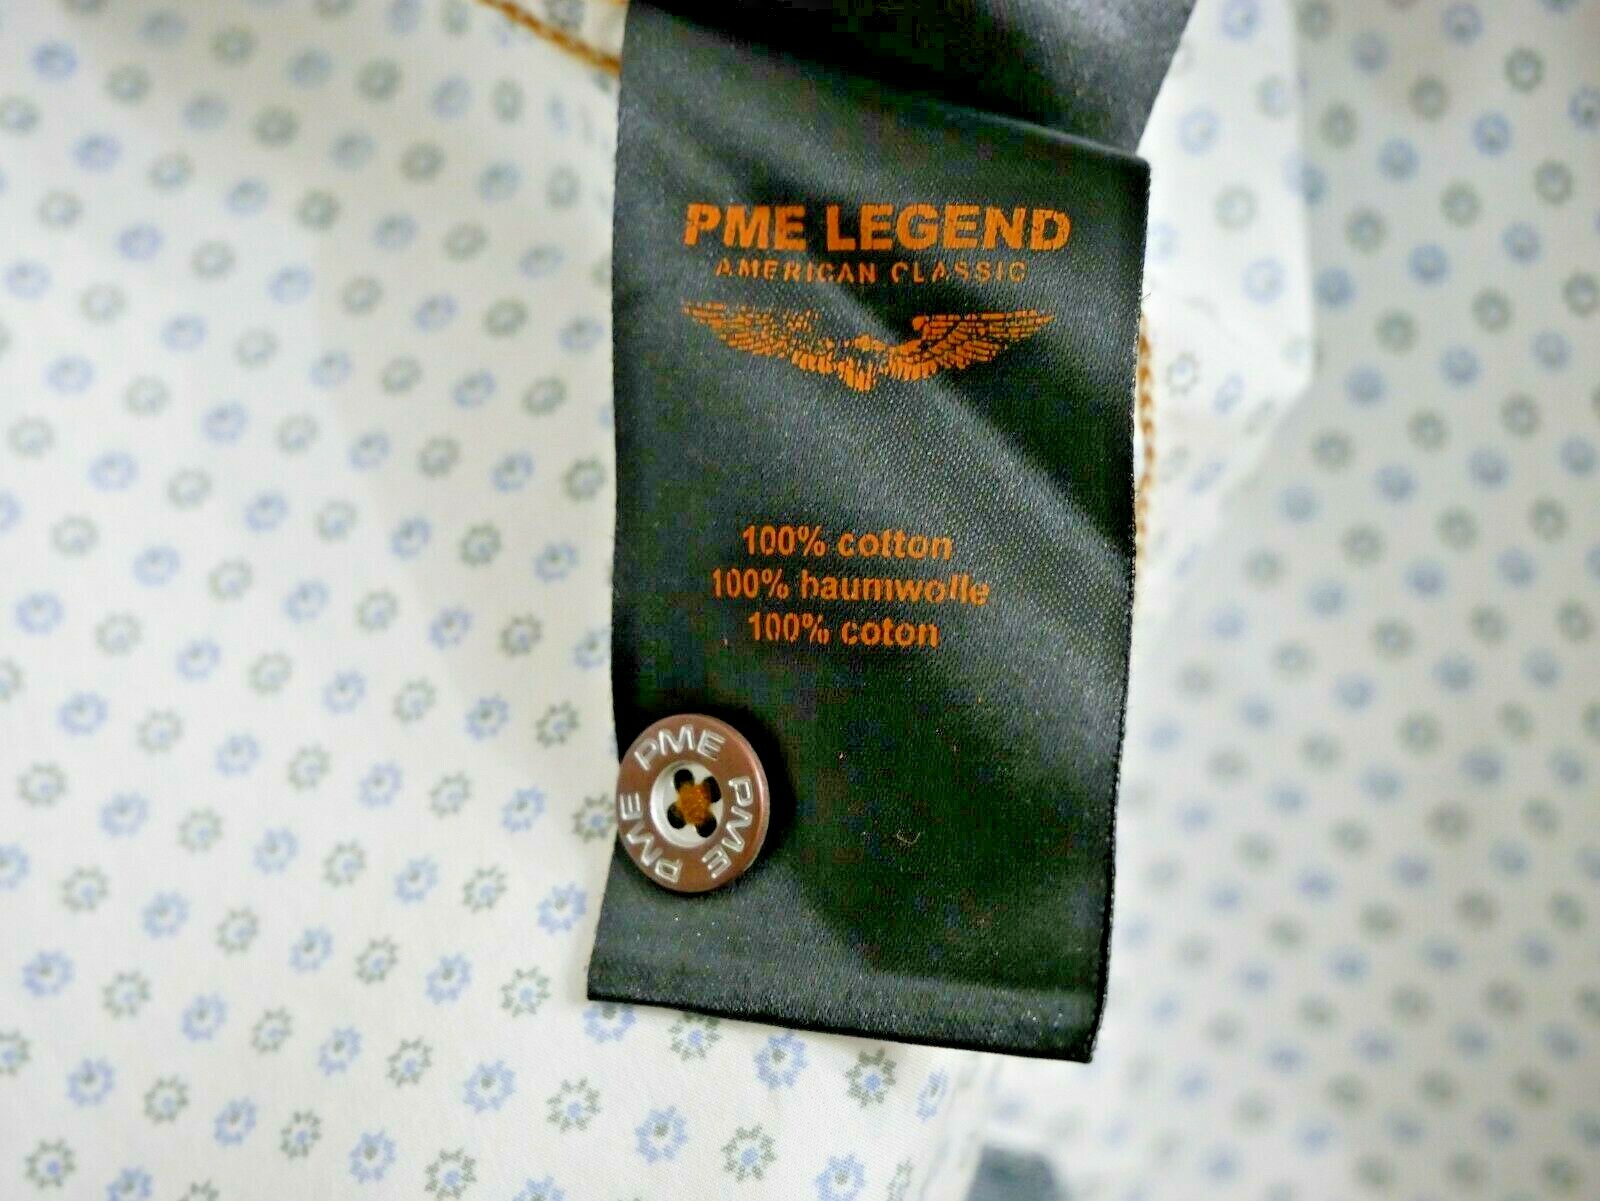 PME LEGEND
AMERICAN CLASSIC
100% cotton
100% baumwolle
100% coton
PME PME PME